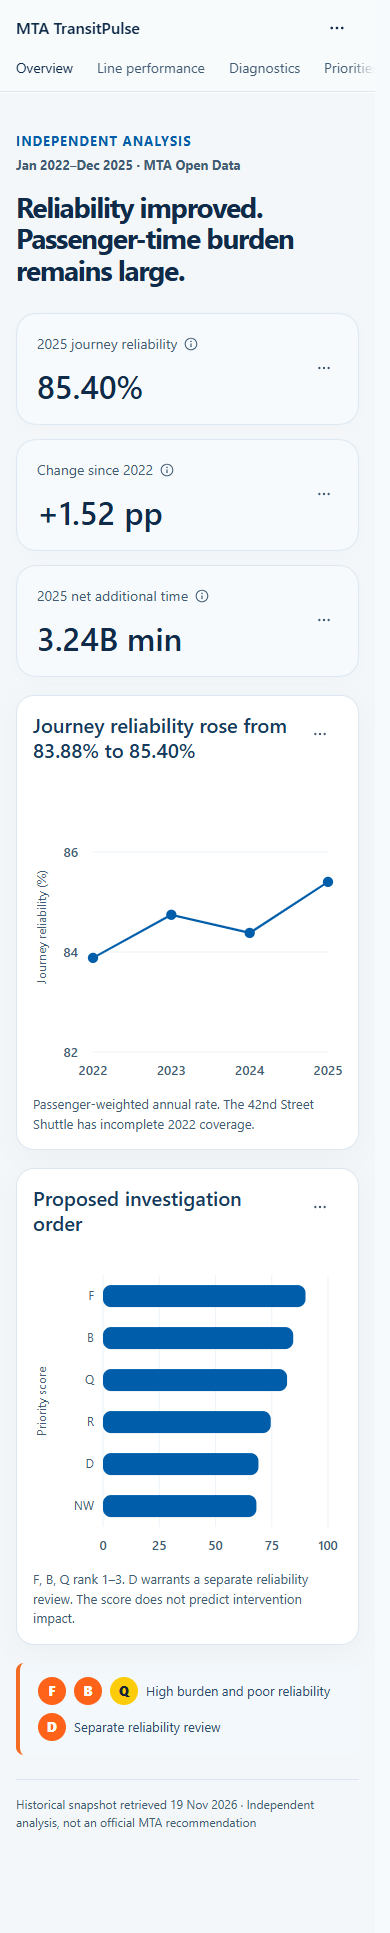 MTA TransitPulse
...
Overview Line performance Diagnostics Prioritie
INDEPENDENT ANALYSIS
Jan 2022–Dec 2025 · MTA Open Data
Reliability improved.
Passenger-time burden
remains large.
2025 journey reliability
...
85.40%
Change since 2022
...
+1.52 pp
2025 net additional time
...
3.24B min
Journey reliability rose from
83.88% to 85.40%
...
Journey reliability (%)
86
84
82
2022 2023 2024 2025
Passenger-weighted annual rate. The 42nd Street
Shuttle has incomplete 2022 coverage.
Proposed investigation
order
...
Priority score
F
B
Q
R
D
NW
0 25 50 75 100
F, B, Q rank 1–3. D warrants a separate reliability
review. The score does not predict intervention
impact.
F B Q High burden and poor reliability
D Separate reliability review
Historical snapshot retrieved 19 Nov 2026 · Independent
analysis, not an official MTA recommendation